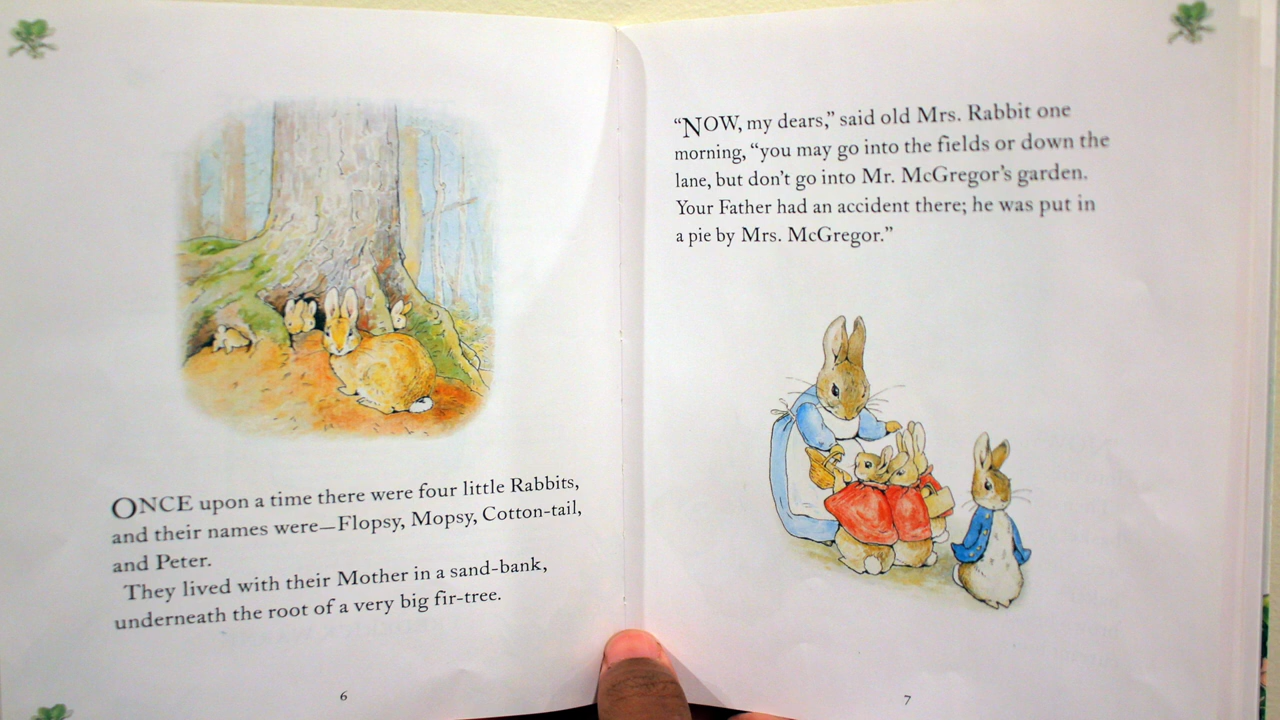 ONCE upon a time there were four little Rabbits,
and their names were—Flopsy, Mopsy, Cotton-tail,
and Peter.
They lived with their Mother in a sand-bank,
underneath the root of a very big fir-tree.
6
“NOW, my dears,” said old Mrs. Rabbit one
morning, “you may go into the fields or down the
lane, but don’t go into Mr. McGregor’s garden.
Your Father had an accident there; he was put in
a pie by Mrs. McGregor.”
7